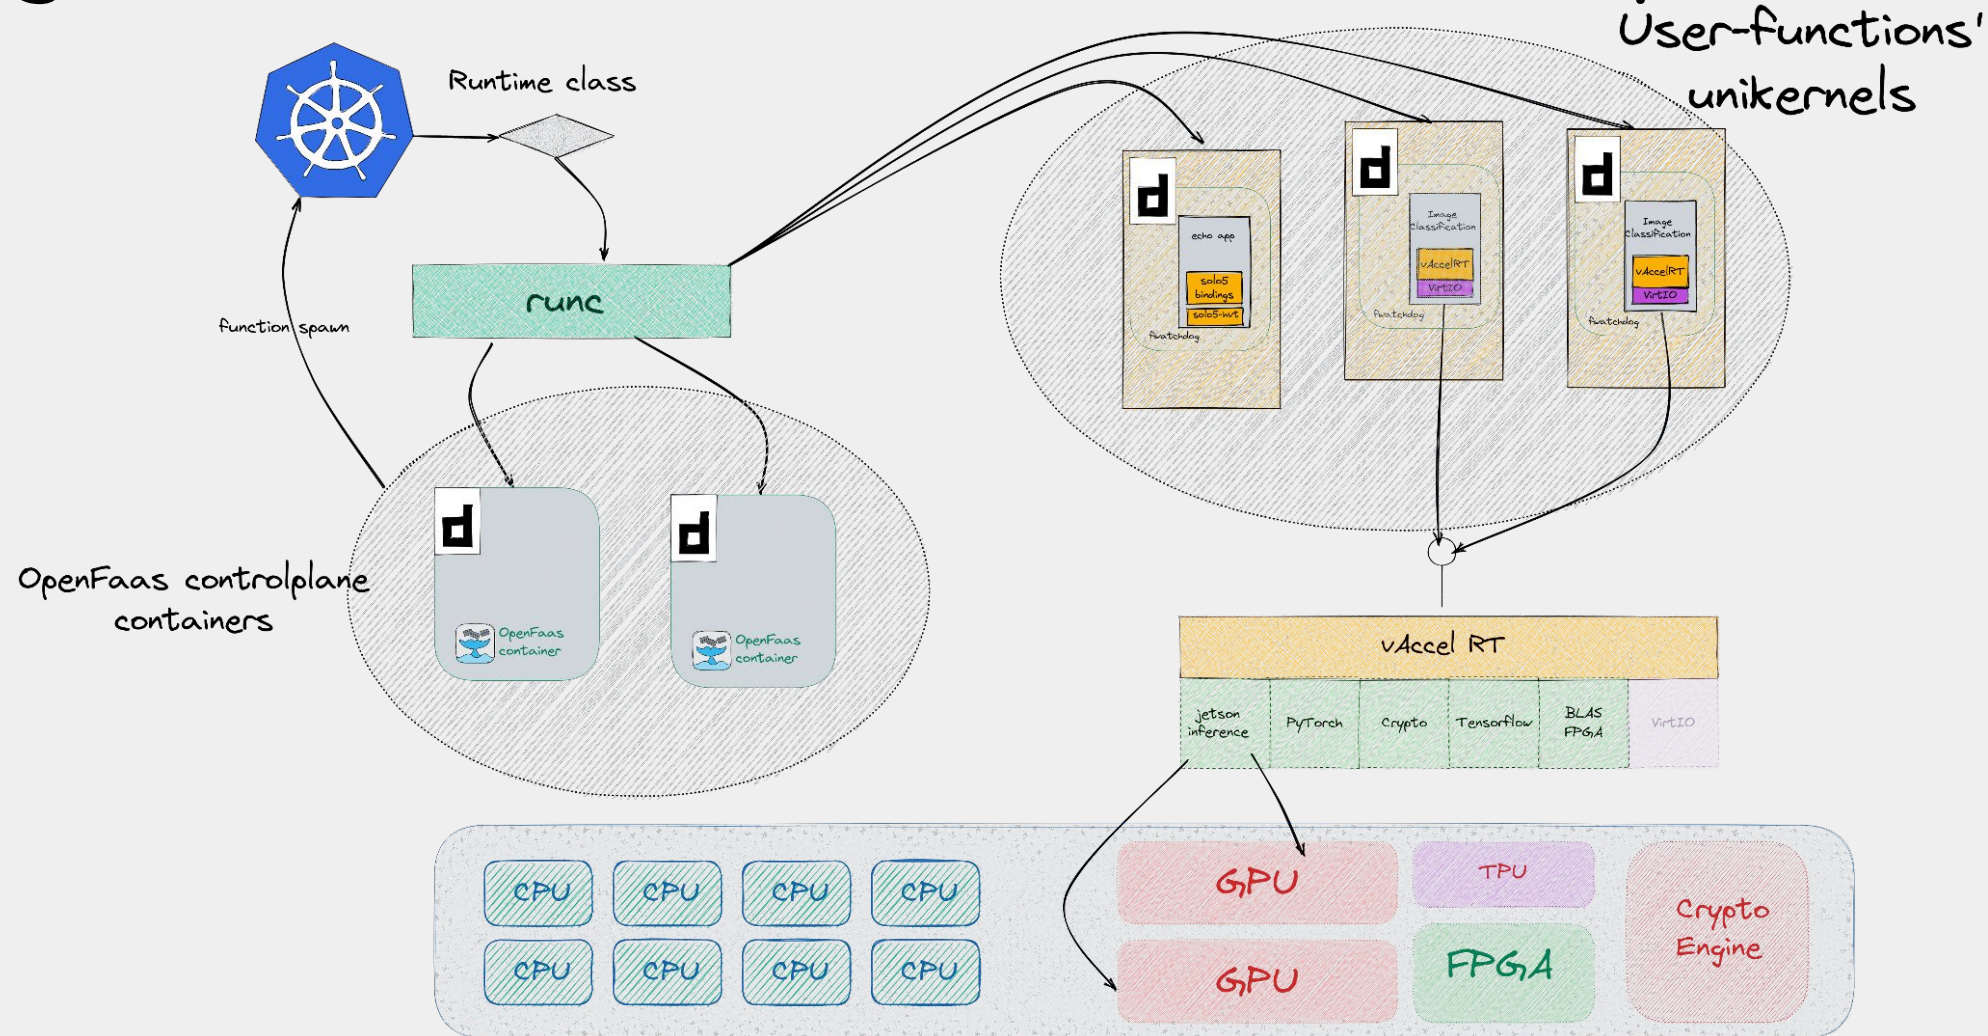 User-functions'
unikernels
Runtime class
runc
function spawn
echo app
solo5
bindings
solo5-hvt
fwatchdog
Image
Classification
vAccelRT
VirtIO
fwatchdog
Image
Classification
vAccelRT
VirtIO
fwatchdog
OpenFaas controlplane
containers
OpenFaas
container
OpenFaas
container
vAccel RT
jetson
inference
PyTorch
Crypto
Tensorflow
BLAS
FPGA
VirtIO
CPU
CPU
CPU
CPU
CPU
CPU
CPU
CPU
GPU
GPU
TPU
FPGA
Crypto
Engine